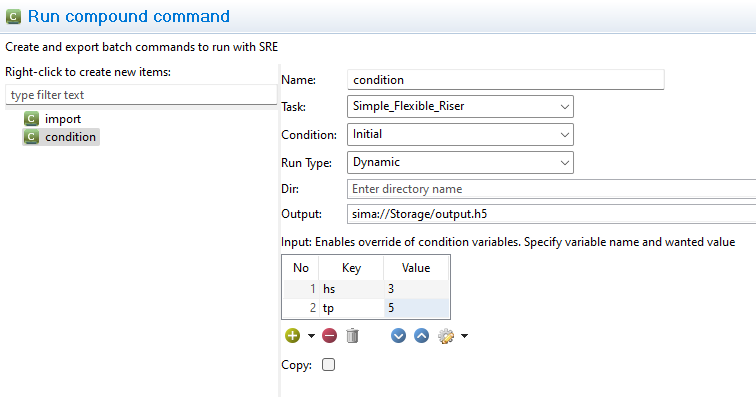 C Run compound command
Create and export batch commands to run with SRE
Right-click to create new items:
type filter text
C import
C condition
Name: condition
Task: Simple_Flexible_Riser
Condition: Initial
Run Type: Dynamic
Dir: Enter directory name
Output: sima://Storage/output.h5
Input: Enables override of condition variables. Specify variable name and wanted value
No Key Value
1 hs 3
2 tp 5
Copy: